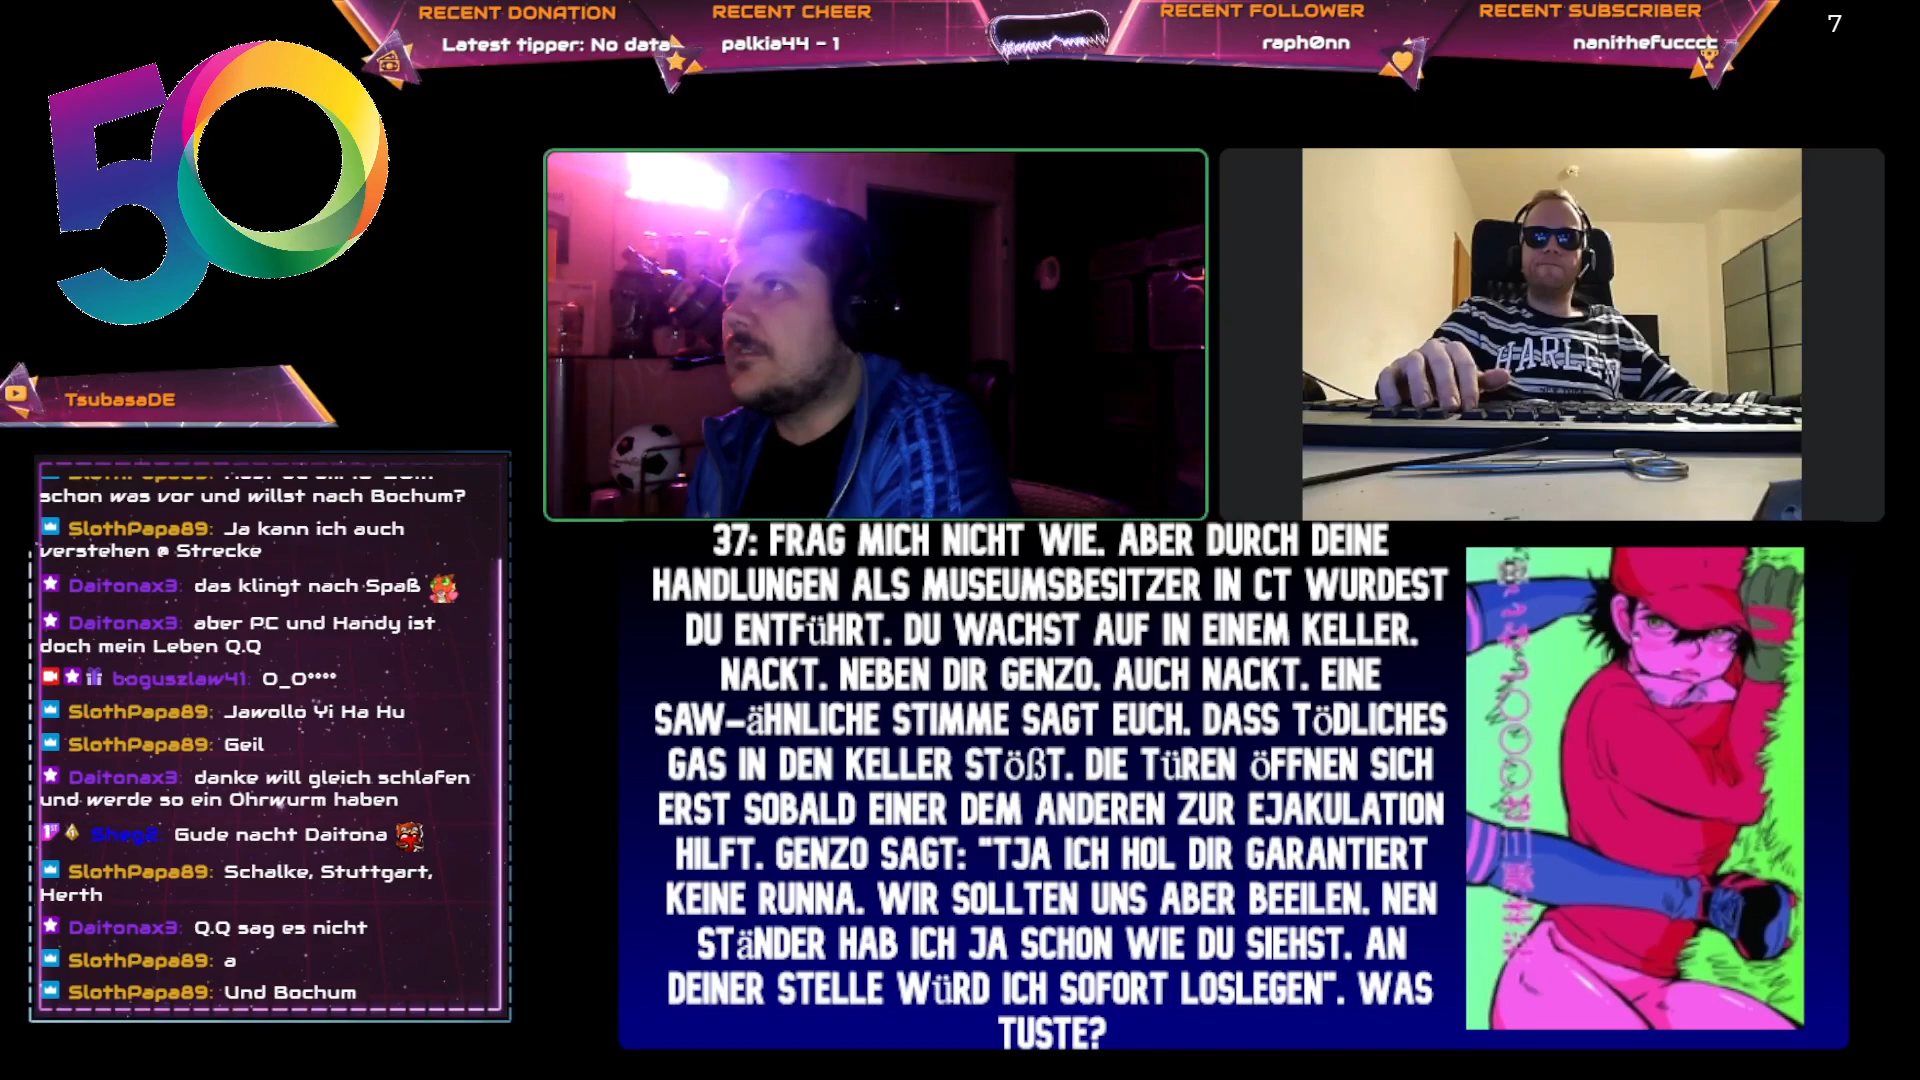 RECENT DONATION
Latest tipper: No data
RECENT CHEER
palkia44 - 1
RECENT FOLLOWER
raph0nn
RECENT SUBSCRIBER
nanithefucccc
7
50
TsubasaDE
schon was vor und willst nach Bochum?
SlothPapa89: Ja kann ich auch
verstehen @ Strecke
Daitonax3: das klingt nach Spaß
Daitonax3: aber PC und Handy ist
doch mein Leben Q.Q
boguszlaw41: O_O°°°°
SlothPapa89: Jawollo Yi Ha Hu
SlothPapa89: Geil
Daitonax3: danke will gleich schlafen
und werde so ein Ohrwurm haben
Sheg2: Gude nacht Daitona
SlothPapa89: Schalke, Stuttgart,
Herth
Daitonax3: Q.Q sag es nicht
SlothPapa89: a
SlothPapa89: Und Bochum
HARLEM
37: FRAG MICH NICHT WIE. ABER DURCH DEINE
HANDLUNGEN ALS MUSEUMSBESITZER IN CT WURDEST
DU ENTFüHRT. DU WACHST AUF IN EINEM KELLER.
NACKT. NEBEN DIR GENZO. AUCH NACKT. EINE
SAW-äHNLICHE STIMME SAGT EUCH. DASS TöDLICHES
GAS IN DEN KELLER STößT. DIE TüREN öFFNEN SICH
ERST SOBALD EINER DEM ANDEREN ZUR EJAKULATION
HILFT. GENZO SAGT: "TJA ICH HOL DIR GARANTIERT
KEINE RUNNA. WIR SOLLTEN UNS ABER BEEILEN. NEN
STäNDER HAB ICH JA SCHON WIE DU SIEHST. AN
DEINER STELLE WüRD ICH SOFORT LOSLEGEN". WAS
TUSTE?